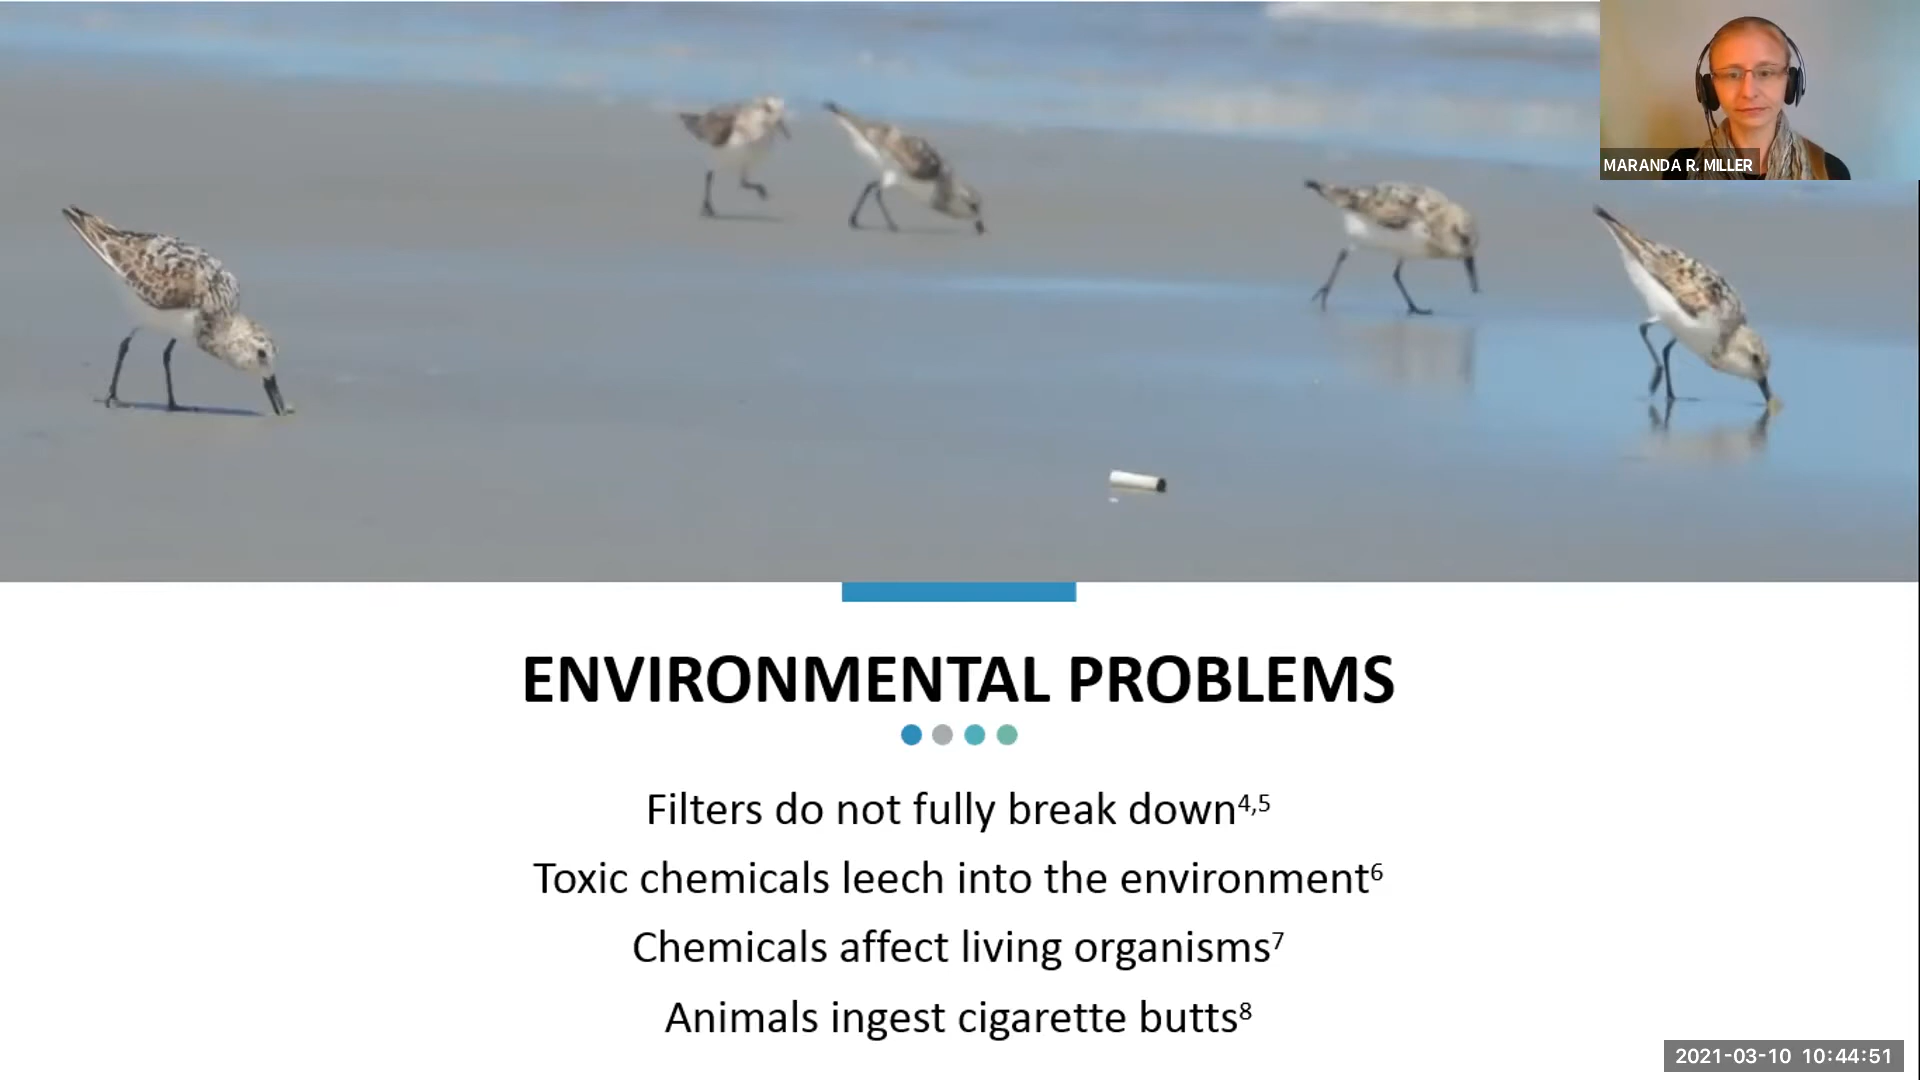 MARANDA R. MILLER
ENVIRONMENTAL PROBLEMS
Filters do not fully break down4,5
Toxic chemicals leech into the environment6
Chemicals affect living organisms7
Animals ingest cigarette butts8
2021-03-10 10:44:51